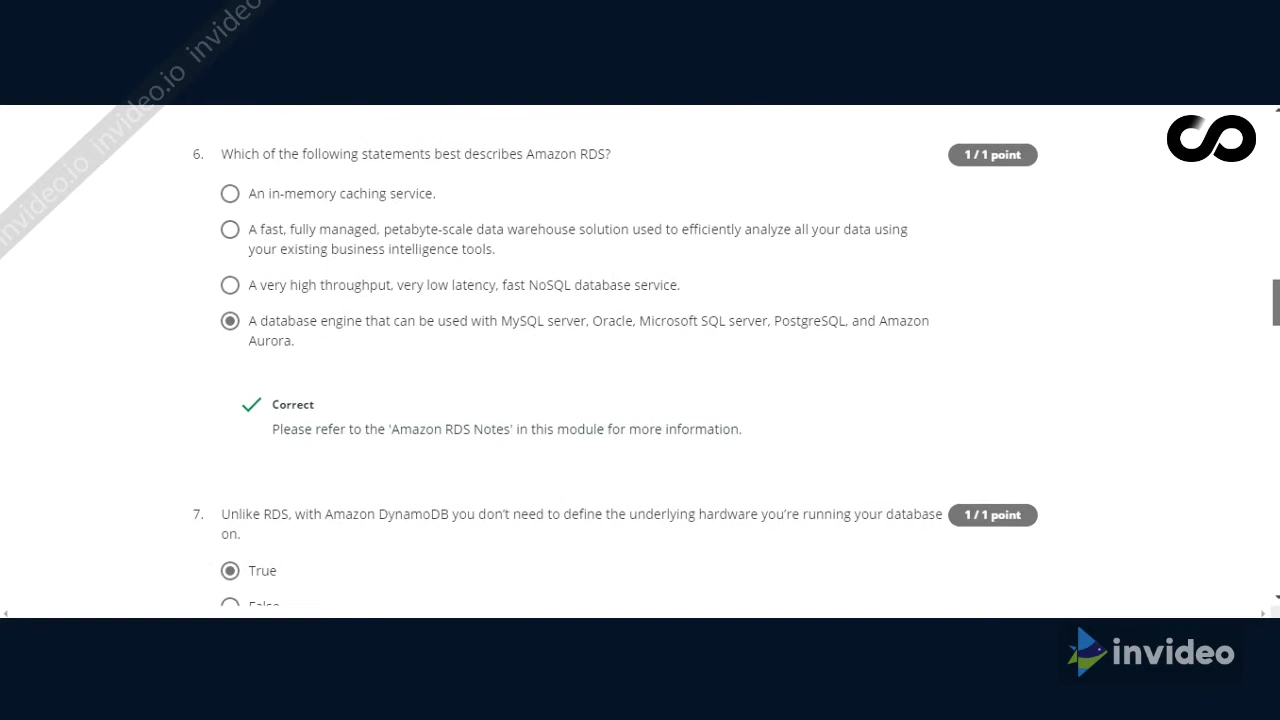 invideo.io invideo.io invideo
6. Which of the following statements best describes Amazon RDS? 1 / 1 point
An in-memory caching service.
A fast, fully managed, petabyte-scale data warehouse solution used to efficiently analyze all your data using
your existing business intelligence tools.
A very high throughput, very low latency, fast NoSQL database service.
A database engine that can be used with MySQL server, Oracle, Microsoft SQL server, PostgreSQL, and Amazon
Aurora.
Correct
Please refer to the 'Amazon RDS Notes' in this module for more information.
7. Unlike RDS, with Amazon DynamoDB you don’t need to define the underlying hardware you’re running your database 1 / 1 point
on.
True
False
invideo